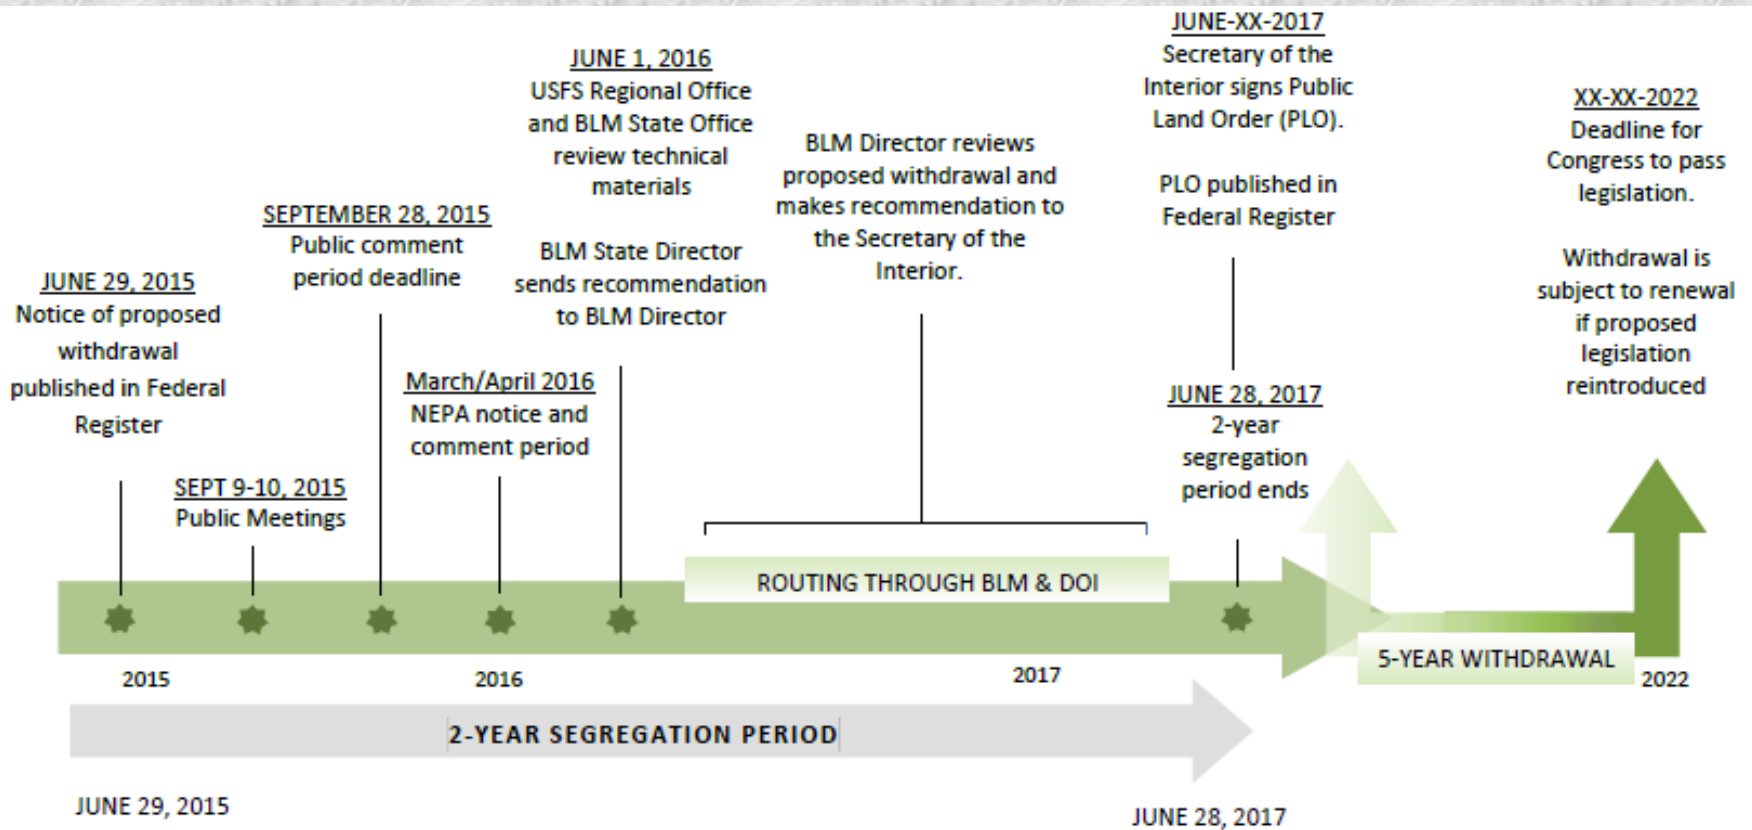 JUNE 29, 2015
Notice of proposed
withdrawal
published in Federal
Register
SEPT 9-10, 2015
Public Meetings
SEPTEMBER 28, 2015
Public comment
period deadline
March/April 2016
NEPA notice and
comment period
JUNE 1, 2016
USFS Regional Office
and BLM State Office
review technical
materials
BLM State Director
sends recommendation
to BLM Director
BLM Director reviews
proposed withdrawal and
makes recommendation to
the Secretary of the
Interior.
JUNE-XX-2017
Secretary of the
Interior signs Public
Land Order (PLO).
PLO published in
Federal Register
JUNE 28, 2017
2-year
segregation
period ends
XX-XX-2022
Deadline for
Congress to pass
legislation.
Withdrawal is
subject to renewal
if proposed
legislation
reintroduced
ROUTING THROUGH BLM & DOI
5-YEAR WITHDRAWAL
2015
2016
2017
2022
2-YEAR SEGREGATION PERIOD
JUNE 29, 2015
JUNE 28, 2017